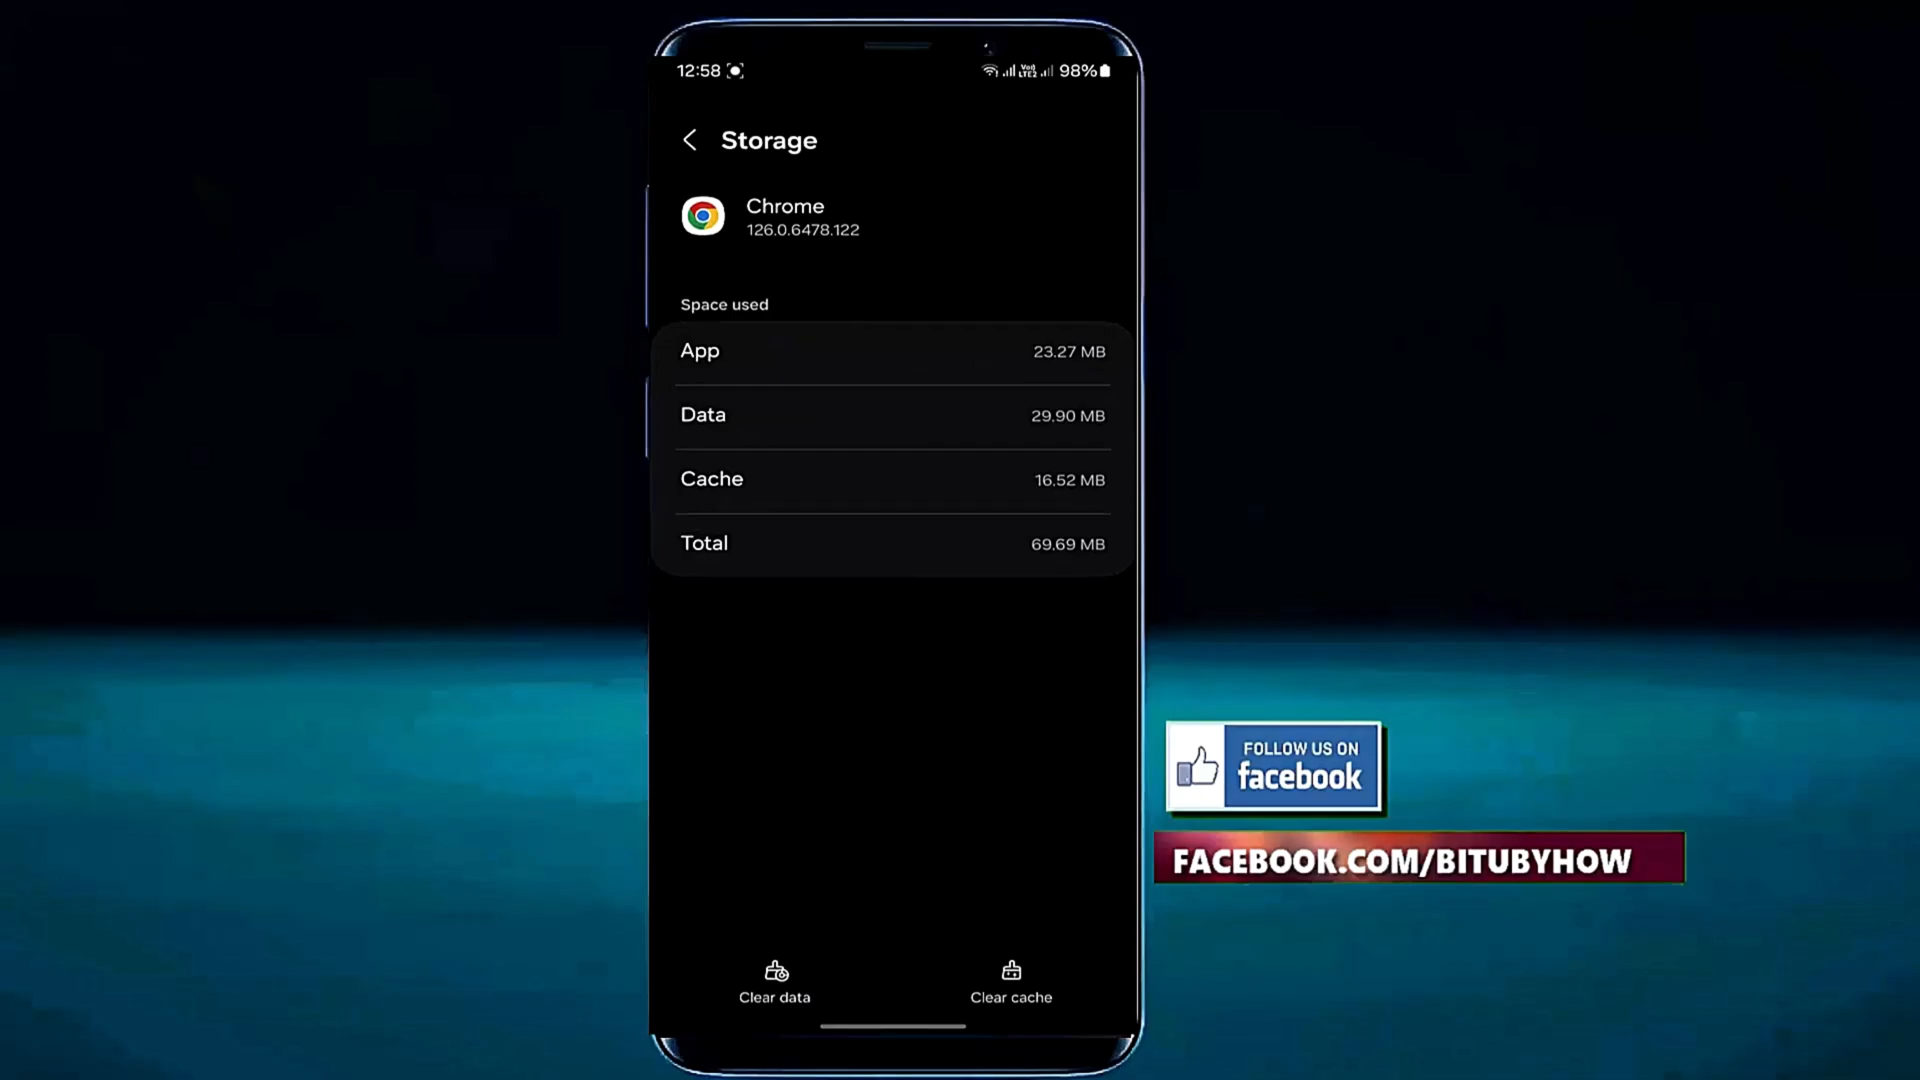 12:58 98%
Storage
Chrome
126.0.6478.122
Space used
App 23.27 MB
Data 29.90 MB
Cache 16.52 MB
Total 69.69 MB
FOLLOW US ON
facebook
FACEBOOK.COM/BITUBYHOW
Clear data Clear cache